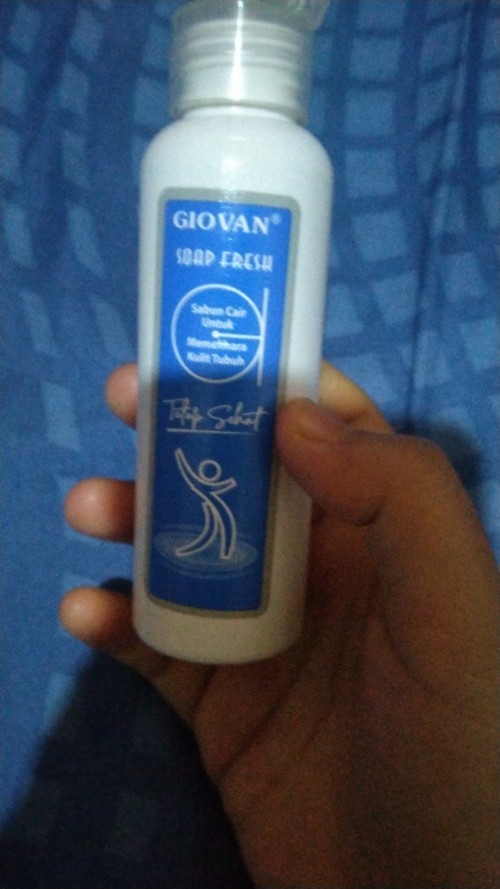 GIOVAN®
SOAP FRESH
Sabun Cair
Untuk
Memelihara
Kulit Tubuh
Tetap Sehat